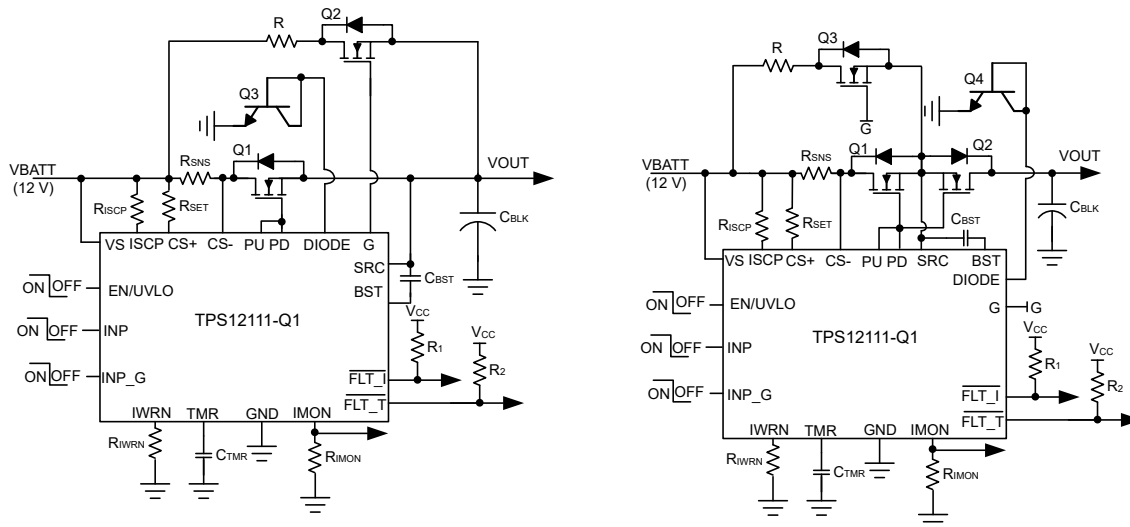 Q2
R
Q3
VBATT
(12 V)
RSNS
Q1
VOUT
RISCP
RSET
CBLK
VS ISCP CS+ CS- PU PD DIODE G
SRC
CBST
BST
ON OFF EN/UVLO
TPS12111-Q1
VCC
ON OFF INP
VCC
R1
R2
ON OFF INP_G
FLT_I
FLT_T
IWRN TMR GND IMON
RIWRN
CTMR
RIMON
Q3
R
Q4
G
VBATT
(12 V)
RSNS
Q1
Q2
VOUT
RISCP
RSET
CBST
CBLK
VS ISCP CS+ CS- PU PD SRC BST
DIODE
ON OFF EN/UVLO
G G
TPS12111-Q1
VCC
ON OFF INP
VCC
R1
R2
ON OFF INP_G
FLT_I
FLT_T
IWRN TMR GND IMON
RIWRN
CTMR
RIMON